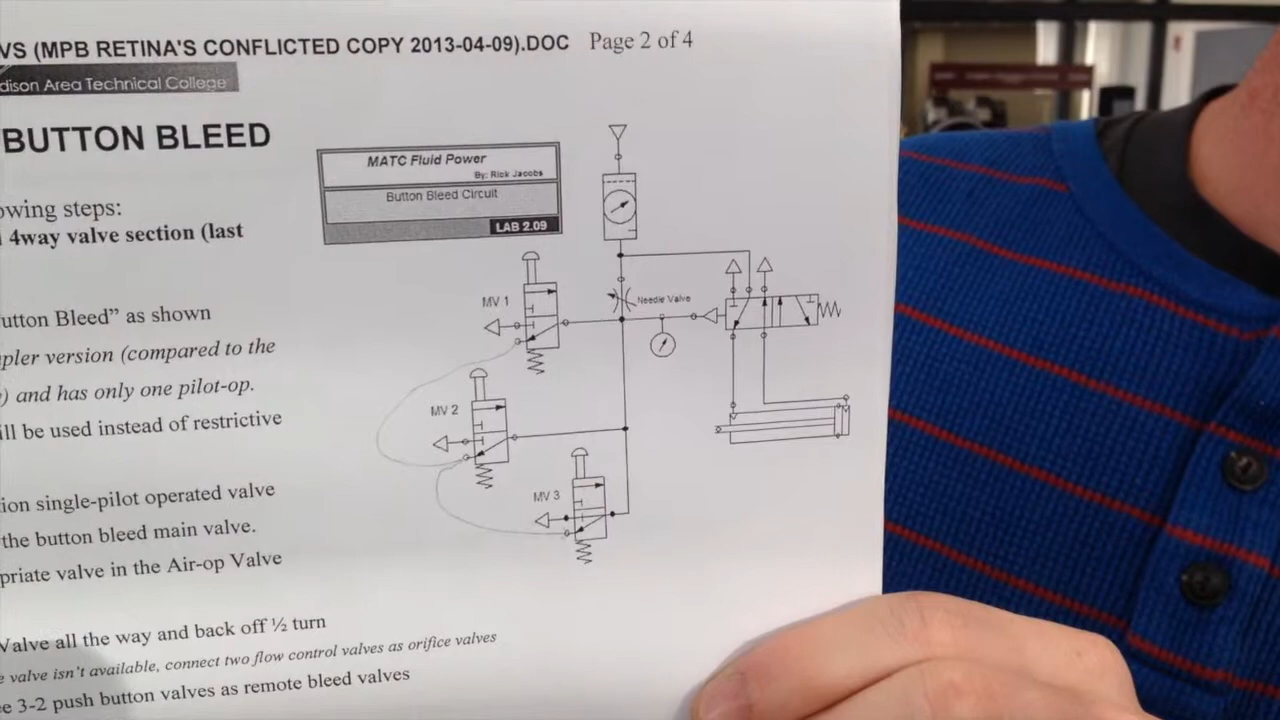 VS (MPB RETINA'S CONFLICTED COPY 2013-04-09).DOC Page 2 of 4
dison Area Technical College
BUTTON BLEED
MATC Fluid Power
By: Rick Jacobs
Button Bleed Circuit
LAB 2.09
owing steps:
4way valve section (last
MV 1
Needle Valve
utton Bleed" as shown
pler version (compared to the
) and has only one pilot-op.
MV 2
ill be used instead of restrictive
ion single-pilot operated valve
MV 3
the button bleed main valve.
priate valve in the Air-op Valve
Valve all the way and back off ½ turn
e valve isn't available, connect two flow control valves as orifice valves
e 3-2 push button valves as remote bleed valves